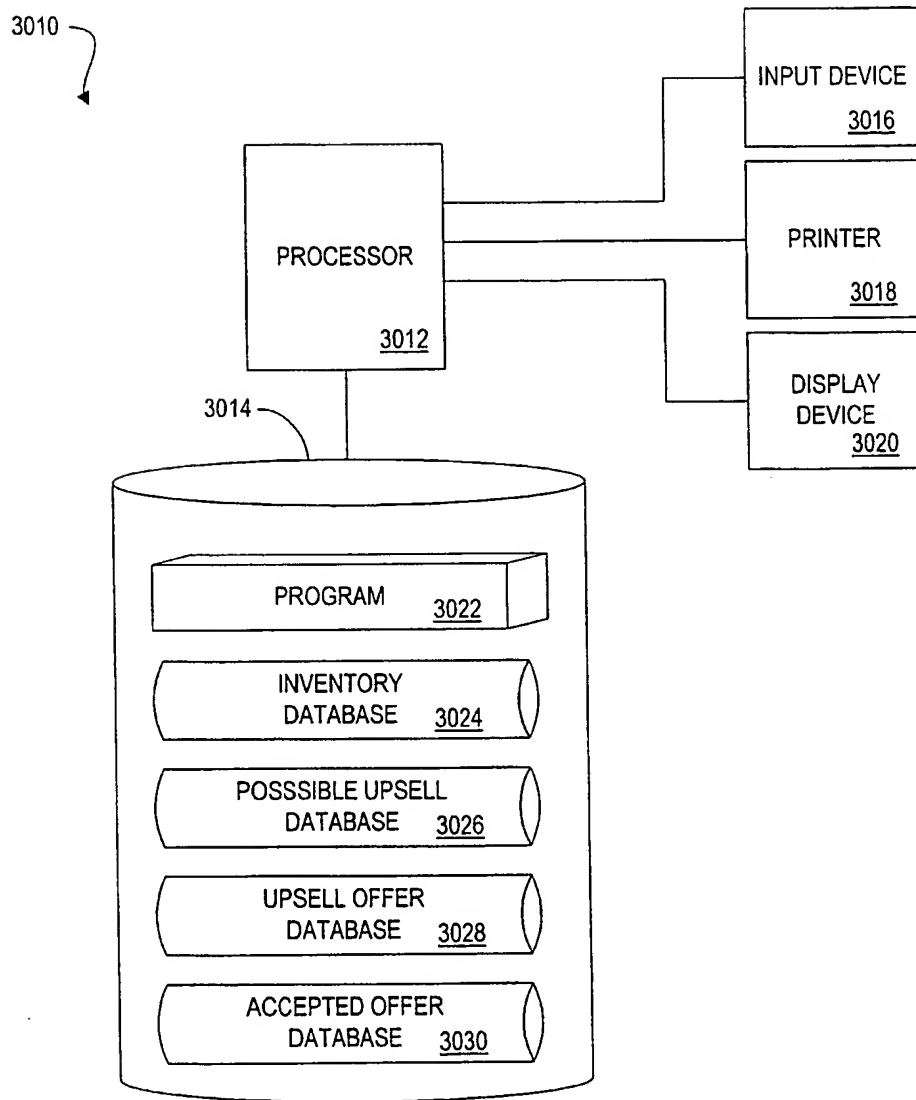 3010
INPUT DEVICE
3016
PROCESSOR
3012
PRINTER
3018
DISPLAY
DEVICE
3020
3014
PROGRAM
3022
INVENTORY
DATABASE
3024
POSSSIBLE UPSELL
DATABASE
3026
UPSELL OFFER
DATABASE
3028
ACCEPTED OFFER
DATABASE
3030